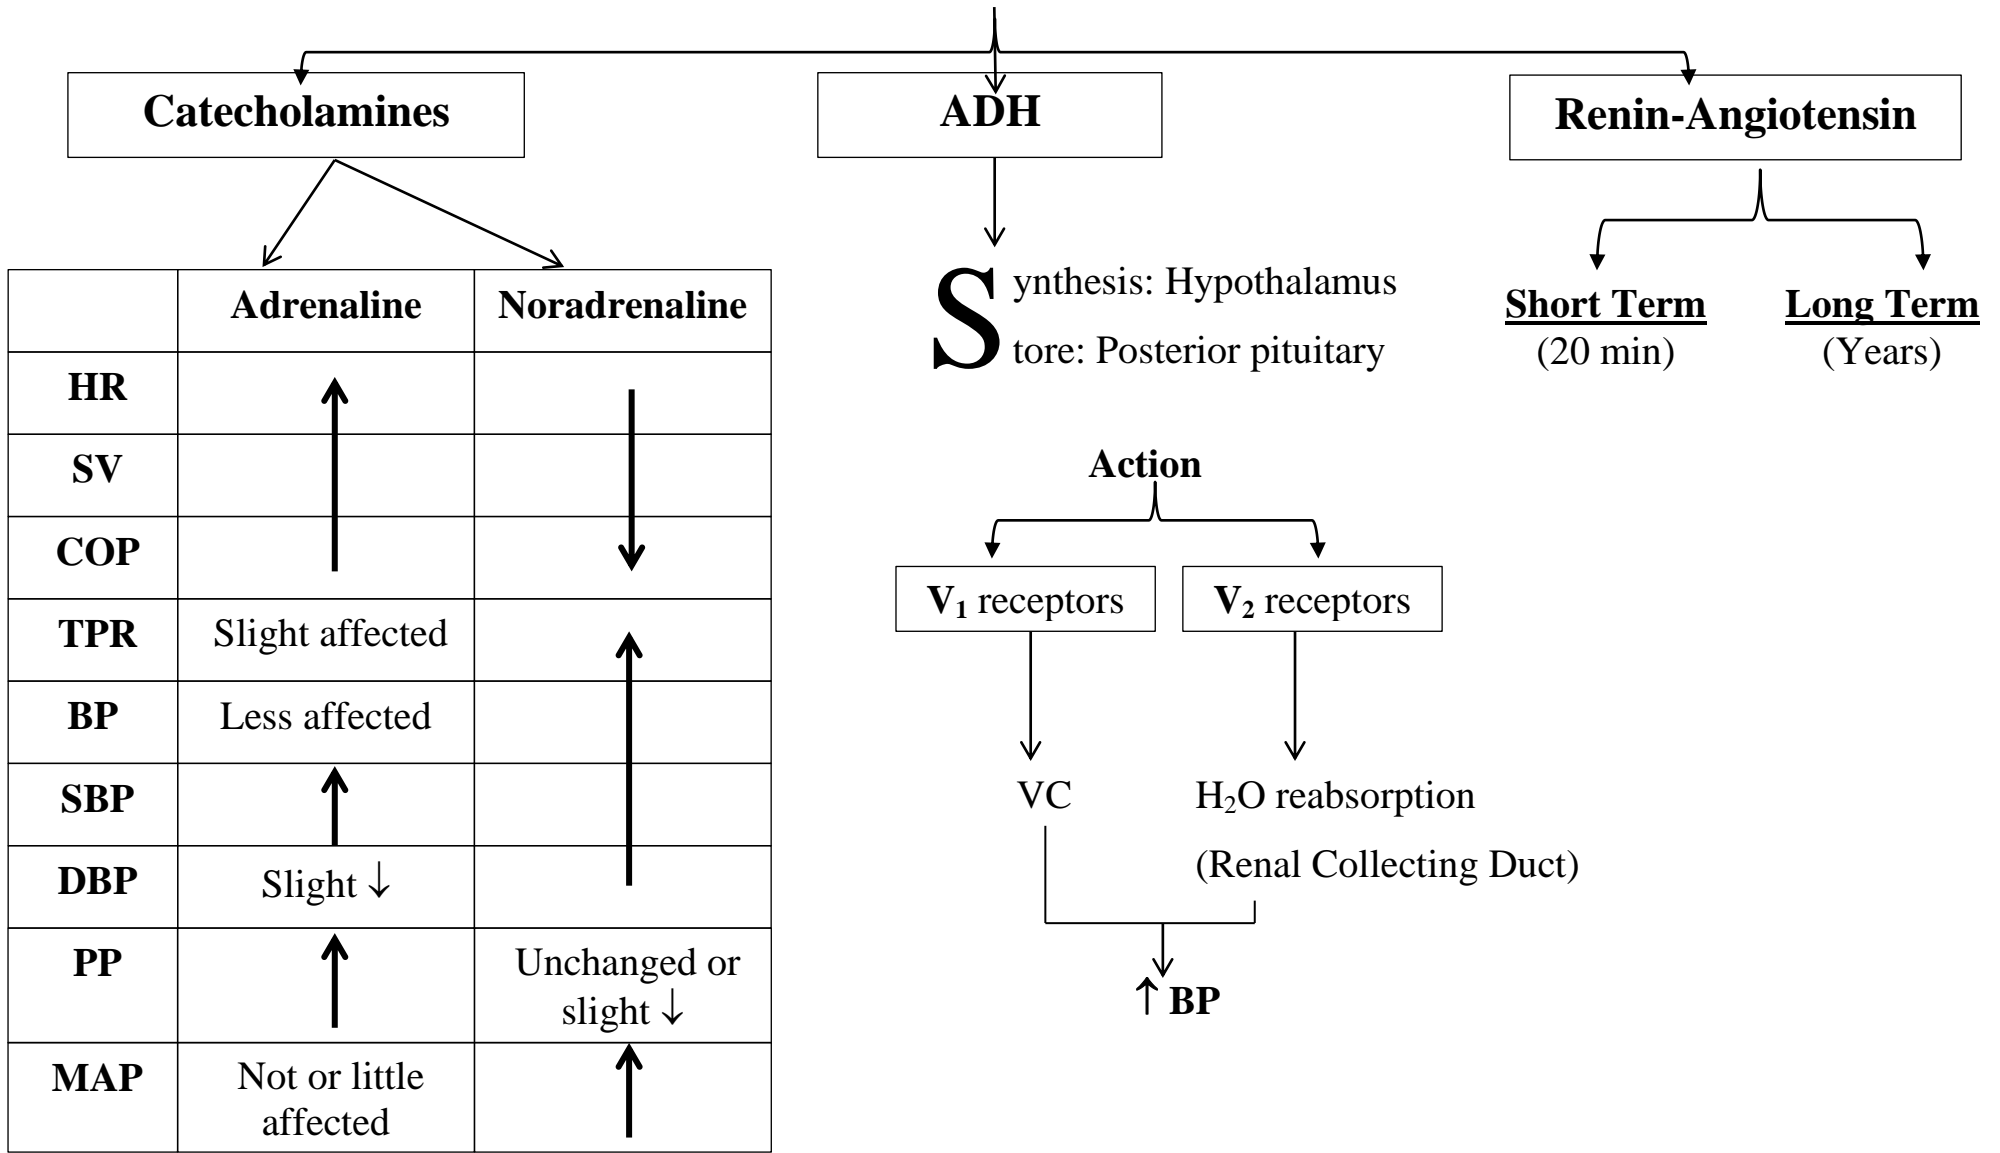 Catecholamines
ADH
Renin-Angiotensin
Adrenaline
Noradrenaline
HR
SV
COP
TPR
Slight affected
BP
Less affected
SBP
DBP
Slight ↓
PP
Unchanged or
slight ↓
MAP
Not or little
affected
Synthesis: Hypothalamus
Store: Posterior pituitary
Action
V₁ receptors
V₂ receptors
VC
H₂O reabsorption
(Renal Collecting Duct)
↑ BP
Short Term
(20 min)
Long Term
(Years)